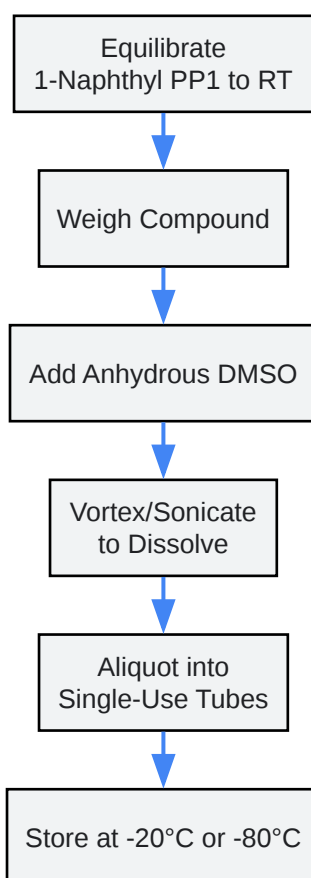 Equilibrate
1-Naphthyl PP1 to RT
Weigh Compound
Add Anhydrous DMSO
Vortex/Sonicate
to Dissolve
Aliquot into
Single-Use Tubes
Store at -20°C or -80°C